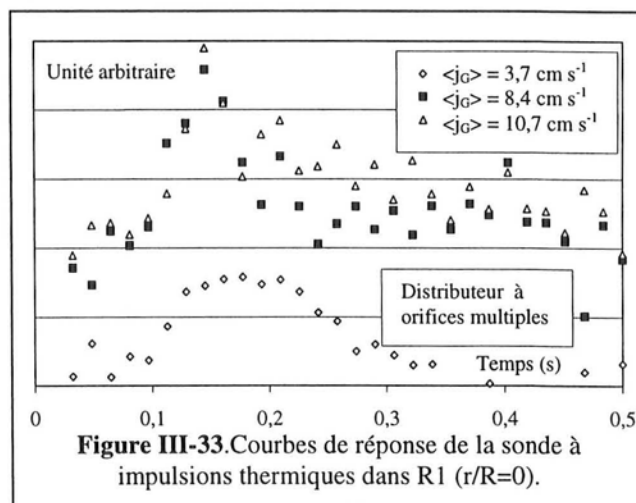 Unité arbitraire
<jG> = 3,7 cm s-1
<jG> = 8,4 cm s-1
<jG> = 10,7 cm s-1
Distributeur à
orifices multiples
Temps (s)
0 0,1 0,2 0,3 0,4 0,5
Figure III-33.Courbes de réponse de la sonde à
impulsions thermiques dans R1 (r/R=0).